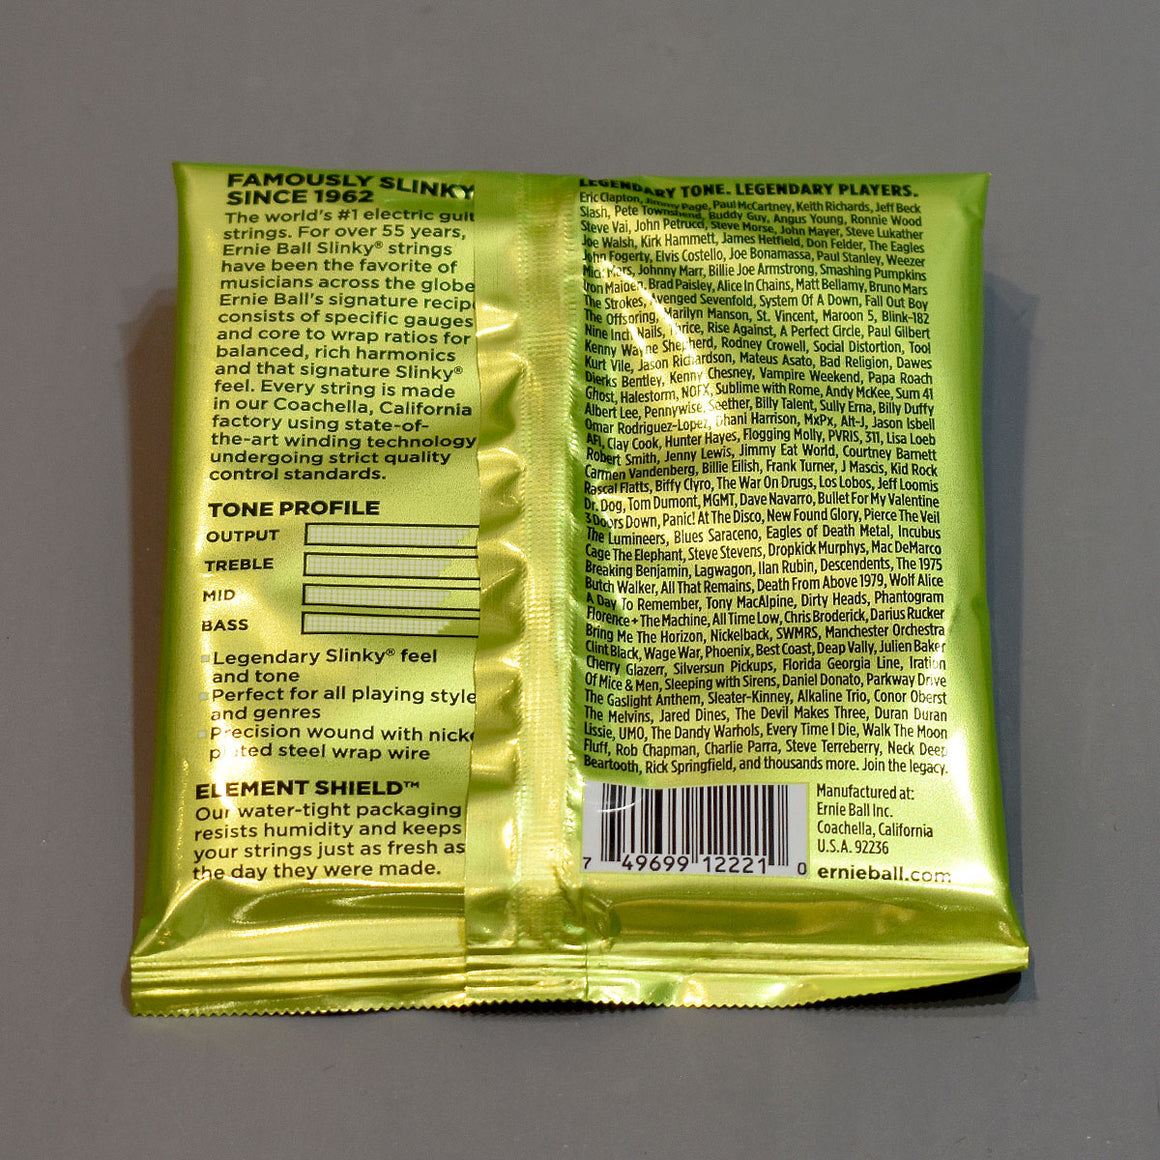 FAMOUSLY SLINKY
SINCE 1962
The world's #1 electric guit
strings. For over 55 years,
Ernie Ball Slinky® strings
have been the favorite of
musicians across the globe
Ernie Ball's signature recip
consists of specific gauges
and core to wrap ratios for
balanced, rich harmonics
and that signature Slinky®
feel. Every string is made
in our Coachella, California
factory using state-of-
the-art winding technology
undergoing strict quality
control standards.
TONE PROFILE
OUTPUT
TREBLE
MID
BASS
Legendary Slinky® feel
and tone
Perfect for all playing style
and genres
Precision wound with nick
plated steel wrap wire
ELEMENT SHIELD™
Our water-tight packaging
resists humidity and keeps
your strings just as fresh as
the day they were made.
LEGENDARY TONE. LEGENDARY PLAYERS.
Eric Clapton, Jimmy Page, Paul McCartney, Keith Richards, Jeff Beck
Slash, Pete Townshend, Buddy Guy, Angus Young, Ronnie Wood
Steve Vai, John Petrucci, Steve Morse, John Mayer, Steve Lukather
Joe Walsh, Kirk Hammett, James Hetfield, Don Felder, The Eagles
John Fogerty, Elvis Costello, Joe Bonamassa, Paul Stanley, Weezer
Mick Mars, Johnny Marr, Billie Joe Armstrong, Smashing Pumpkins
Iron Maiden, Brad Paisley, Alice In Chains, Matt Bellamy, Bruno Mars
The Strokes, Avenged Sevenfold, System Of A Down, Fall Out Boy
The Offspring, Marilyn Manson, St. Vincent, Maroon 5, Blink-182
Nine Inch Nails, Thrice, Rise Against, A Perfect Circle, Paul Gilbert
Kenny Wayne Shepherd, Rodney Crowell, Social Distortion, Tool
Kurt Vile, Jason Richardson, Mateus Asato, Bad Religion, Dawes
Dierks Bentley, Kenny Chesney, Vampire Weekend, Papa Roach
Ghost, Halestorm, NOFX, Sublime with Rome, Andy McKee, Sum 41
Albert Lee, Pennywise, Seether, Billy Talent, Sully Erna, Billy Duffy
Omar Rodriguez-Lopez, Dhani Harrison, MxPx, Alt-J, Jason Isbell
AFI, Clay Cook, Hunter Hayes, Flogging Molly, PVRIS, 311, Lisa Loeb
Robert Smith, Jenny Lewis, Jimmy Eat World, Courtney Barnett
Carmen Vandenberg, Billie Eilish, Frank Turner, J Mascis, Kid Rock
Rascal Flatts, Biffy Clyro, The War On Drugs, Los Lobos, Jeff Loomis
Dr. Dog, Tom Dumont, MGMT, Dave Navarro, Bullet For My Valentine
3 Doors Down, Panic! At The Disco, New Found Glory, Pierce The Veil
The Lumineers, Blues Saraceno, Eagles of Death Metal, Incubus
Cage The Elephant, Steve Stevens, Dropkick Murphys, Mac DeMarco
Breaking Benjamin, Lagwagon, Ilan Rubin, Descendents, The 1975
Butch Walker, All That Remains, Death From Above 1979, Wolf Alice
A Day To Remember, Tony MacAlpine, Dirty Heads, Phantogram
Florence + The Machine, All Time Low, Chris Broderick, Darius Rucker
Bring Me The Horizon, Nickelback, SWMRS, Manchester Orchestra
Clint Black, Wage War, Phoenix, Best Coast, Deap Vally, Julien Baker
Cherry Glazerr, Silversun Pickups, Florida Georgia Line, Iration
Of Mice & Men, Sleeping with Sirens, Daniel Donato, Parkway Drive
The Gaslight Anthem, Sleater-Kinney, Alkaline Trio, Conor Oberst
The Melvins, Jared Dines, The Devil Makes Three, Duran Duran
Lissie, UMO, The Dandy Warhols, Every Time I Die, Walk The Moon
Fluff, Rob Chapman, Charlie Parra, Steve Terreberry, Neck Deep
Beartooth, Rick Springfield, and thousands more. Join the legacy.
7 49699 12221 0
Manufactured at:
Ernie Ball Inc.
Coachella, California
U.S.A. 92236
ernieball.com